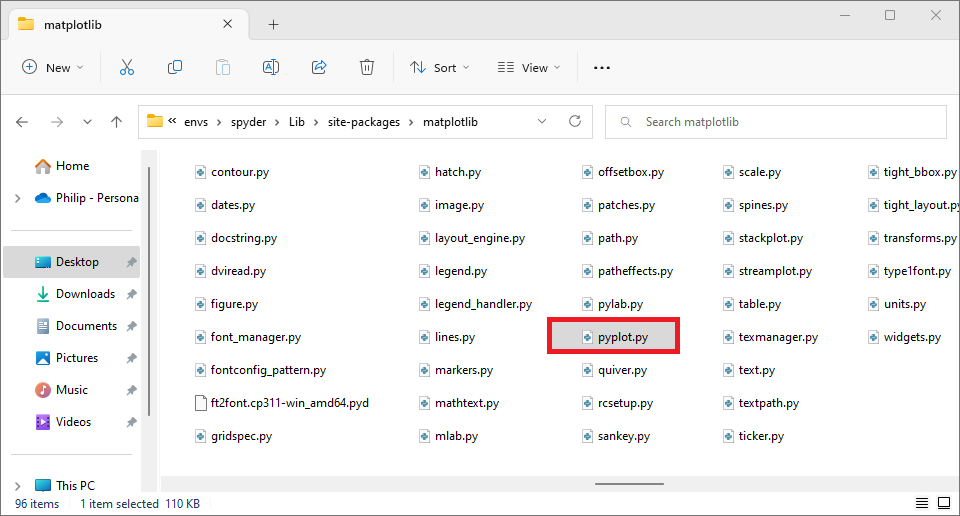 matplotlib
New
Sort
View
envs spyder Lib site-packages matplotlib
Search matplotlib
Home
Philip - Persona
Desktop
Downloads
Documents
Pictures
Music
Videos
This PC
contour.py
dates.py
docstring.py
dviread.py
figure.py
font_manager.py
fontconfig_pattern.py
ft2font.cp311-win_amd64.pyd
gridspec.py
hatch.py
image.py
layout_engine.py
legend.py
legend_handler.py
lines.py
markers.py
mathtext.py
mlab.py
offsetbox.py
patches.py
path.py
patheffects.py
pylab.py
pyplot.py
quiver.py
rcsetup.py
sankey.py
scale.py
spines.py
stackplot.py
streamplot.py
table.py
texmanager.py
text.py
textpath.py
ticker.py
tight_bbox.py
tight_layout.py
transforms.py
type1font.py
units.py
widgets.py
96 items 1 item selected 110 KB